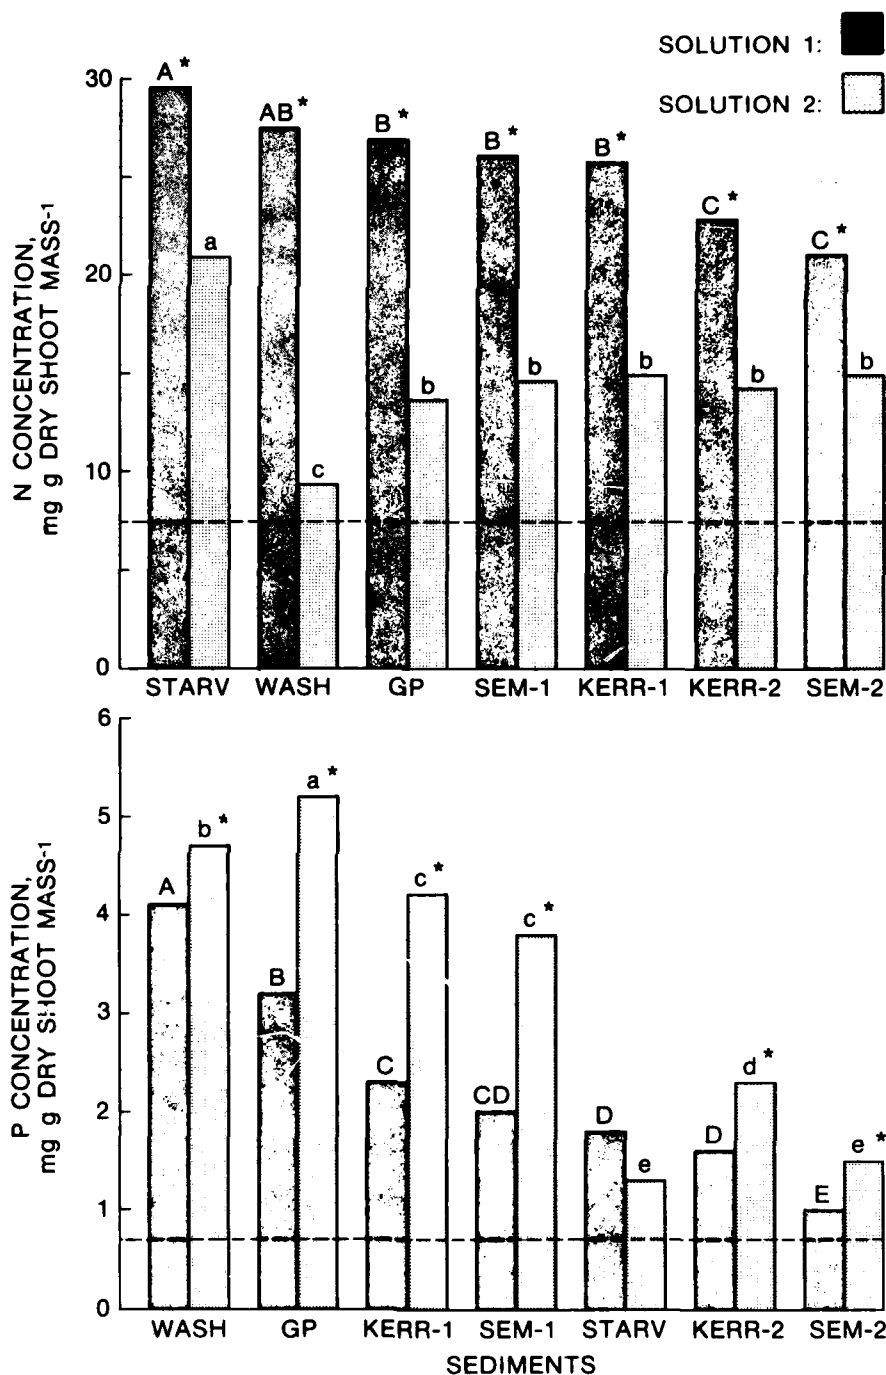 SOLUTION 1:
SOLUTION 2:
N CONCENTRATION,
mg g DRY SHOOT MASS-1
30
20
10
0
A*
a
AB*
c
B*
b
B*
b
B*
b
C*
b
C*
b
STARV WASH GP SEM-1 KERR-1 KERR-2 SEM-2
P CONCENTRATION,
mg g DRY SHOOT MASS-1
6
5
4
3
2
1
0
A
b*
B
a*
C
c*
CD
c*
D
e
D
d*
E
e*
WASH GP KERR-1 SEM-1 STARV KERR-2 SEM-2
SEDIMENTS